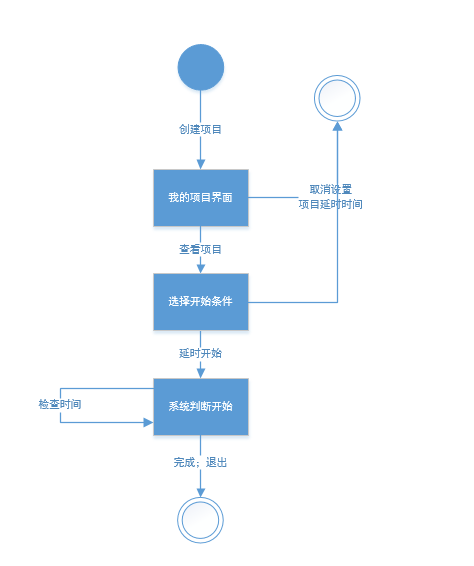 创建项目
我的项目界面
取消设置
项目延时时间
查看项目
选择开始条件
延时开始
检查时间
系统判断开始
完成；退出